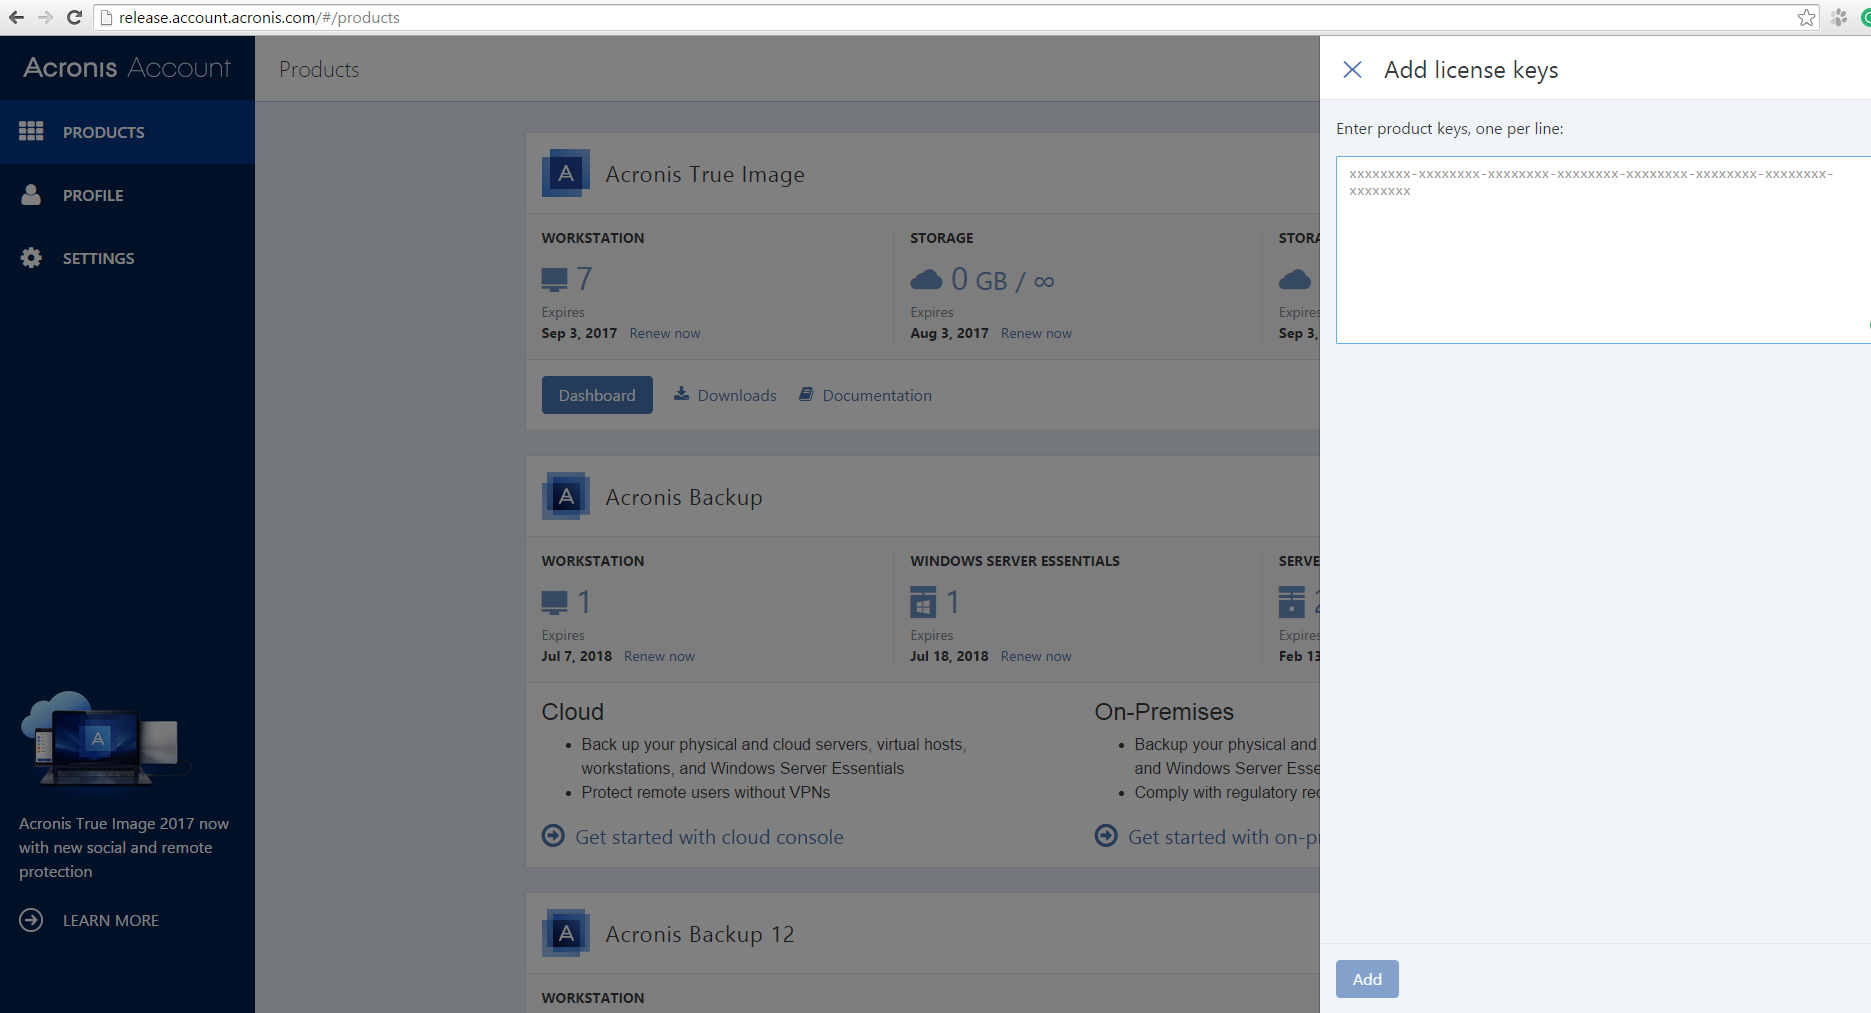 release.account.acronis.com/#/products
Acronis Account
PRODUCTS
PROFILE
SETTINGS
Acronis True Image 2017 now
with new social and remote
protection
LEARN MORE
Products
Acronis True Image
WORKSTATION
7
Expires
Sep 3, 2017 Renew now
STORAGE
0 GB / ∞
Expires
Aug 3, 2017 Renew now
STORA
Expires
Sep 3,
Dashboard Downloads Documentation
Acronis Backup
WORKSTATION
1
Expires
Jul 7, 2018 Renew now
WINDOWS SERVER ESSENTIALS
1
Expires
Jul 18, 2018 Renew now
SERVE
2
Expires
Feb 13
Cloud
• Back up your physical and cloud servers, virtual hosts,
workstations, and Windows Server Essentials
• Protect remote users without VPNs
Get started with cloud console
On-Premises
• Backup your physical and
and Windows Server Esse
• Comply with regulatory rec
Get started with on-pr
Acronis Backup 12
WORKSTATION
Add license keys
Enter product keys, one per line:
xxxxxxxx-xxxxxxxx-xxxxxxxx-xxxxxxxx-xxxxxxxx-xxxxxxxx-xxxxxxxx-
xxxxxxxx
Add